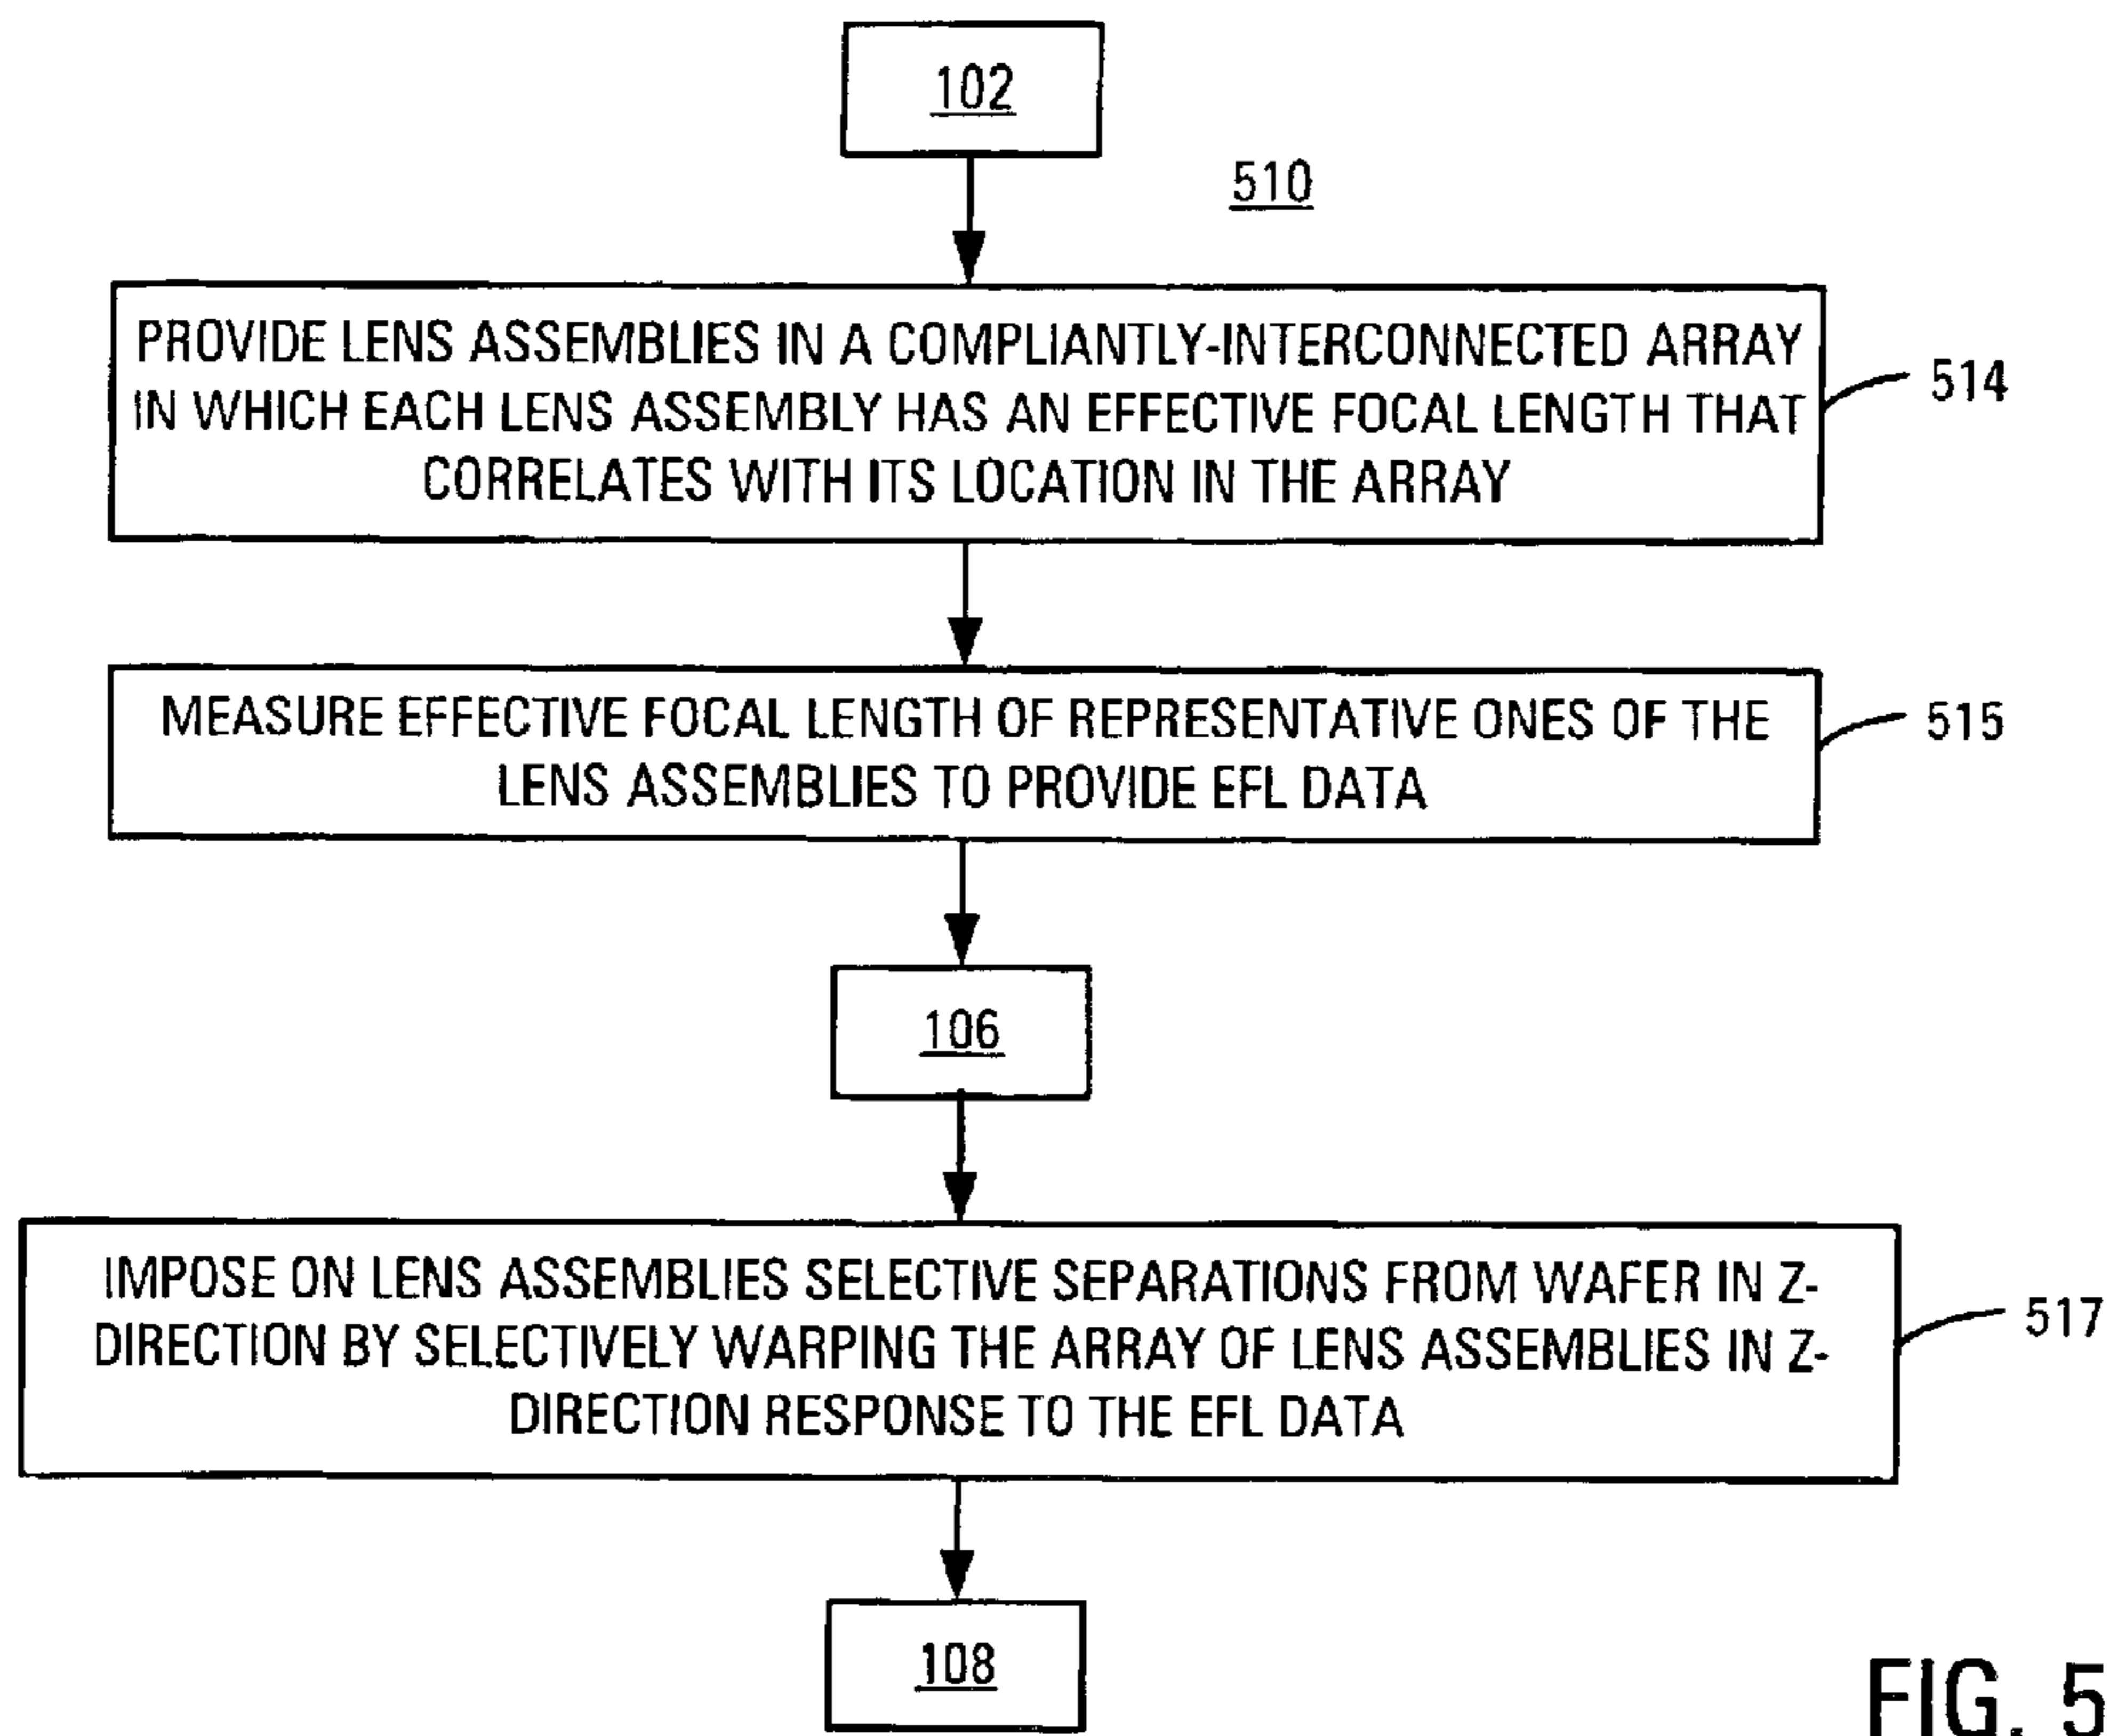 102
510
PROVIDE LENS ASSEMBLIES IN A COMPLIANTLY-INTERCONNECTED ARRAY
IN WHICH EACH LENS ASSEMBLY HAS AN EFFECTIVE FOCAL LENGTH THAT
CORRELATES WITH ITS LOCATION IN THE ARRAY
514
MEASURE EFFECTIVE FOCAL LENGTH OF REPRESENTATIVE ONES OF THE
LENS ASSEMBLIES TO PROVIDE EFL DATA
515
106
IMPOSE ON LENS ASSEMBLIES SELECTIVE SEPARATIONS FROM WAFER IN Z-
DIRECTION BY SELECTIVELY WARPING THE ARRAY OF LENS ASSEMBLIES IN Z-
DIRECTION RESPONSE TO THE EFL DATA
517
108
FIG. 5